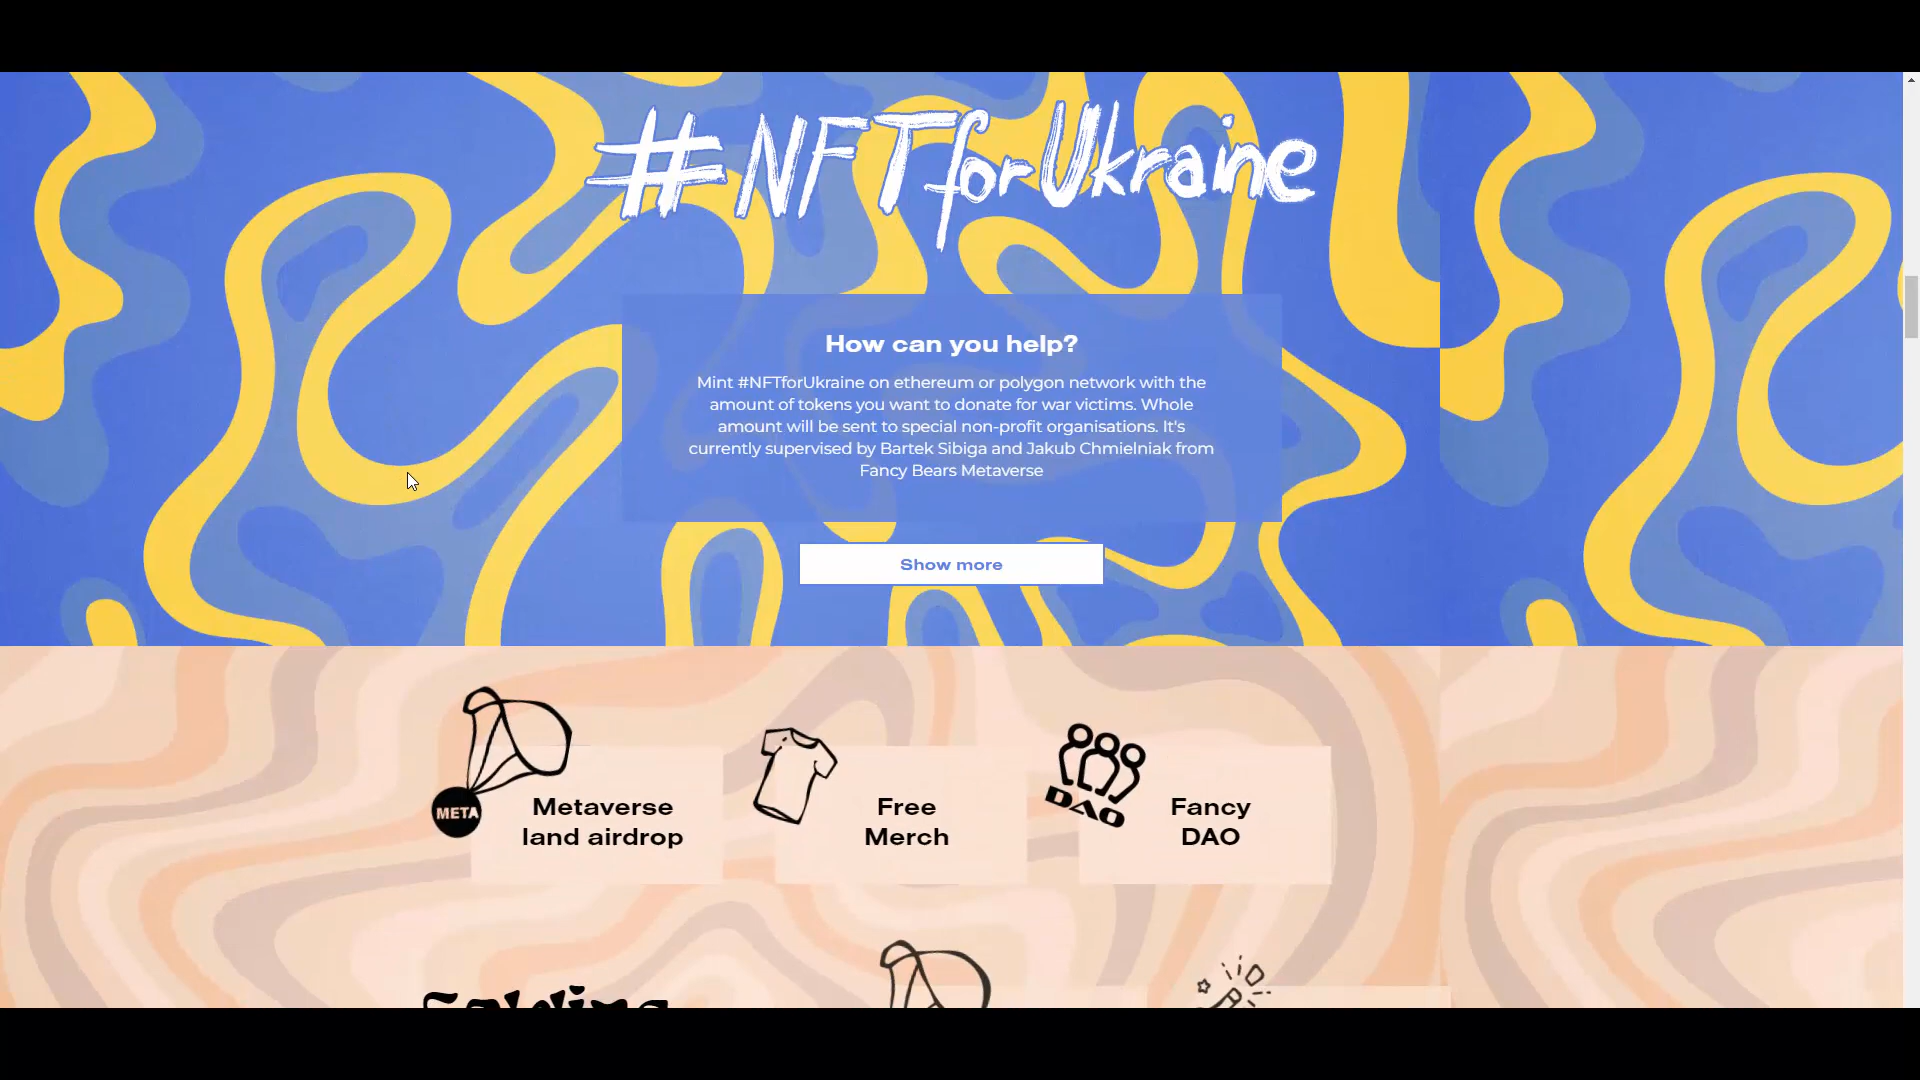 #NFTforUkraine
How can you help?
Mint #NFTforUkraine on ethereum or polygon network with the
amount of tokens you want to donate for war victims. Whole
amount will be sent to special non-profit organisations. It's
currently supervised by Bartek Sibiga and Jakub Chmielniak from
Fancy Bears Metaverse
Show more
META
Metaverse
land airdrop
Free
Merch
DAO
Fancy
DAO